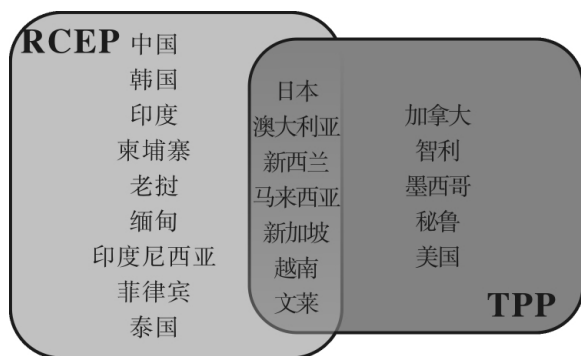 RCEP
中国
韩国
印度
柬埔寨
老挝
缅甸
印度尼西亚
菲律宾
泰国
日本
澳大利亚
新西兰
马来西亚
新加坡
越南
文莱
加拿大
智利
墨西哥
秘鲁
美国
TPP